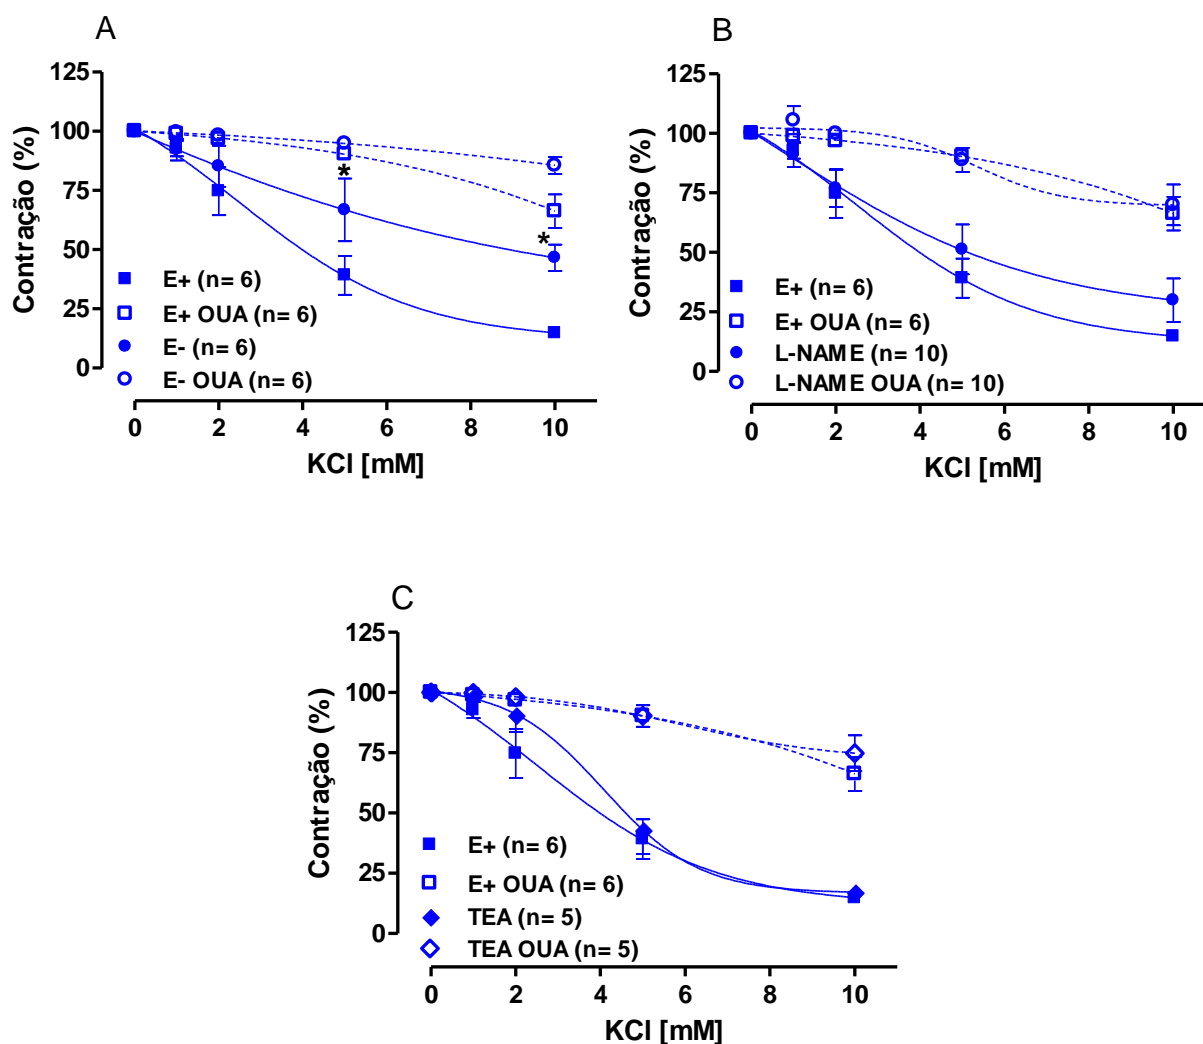 A
Contração (%)
125
100
75
50
25
0
*
*
E+ (n= 6)
E+ OUA (n= 6)
E- (n= 6)
E- OUA (n= 6)
0 2 4 6 8 10
KCl [mM]
B
Contração (%)
125
100
75
50
25
0
E+ (n= 6)
E+ OUA (n= 6)
L-NAME (n= 10)
L-NAME OUA (n= 10)
0 2 4 6 8 10
KCl [mM]
C
Contração (%)
125
100
75
50
25
0
E+ (n= 6)
E+ OUA (n= 6)
TEA (n= 5)
TEA OUA (n= 5)
0 2 4 6 8 10
KCl [mM]